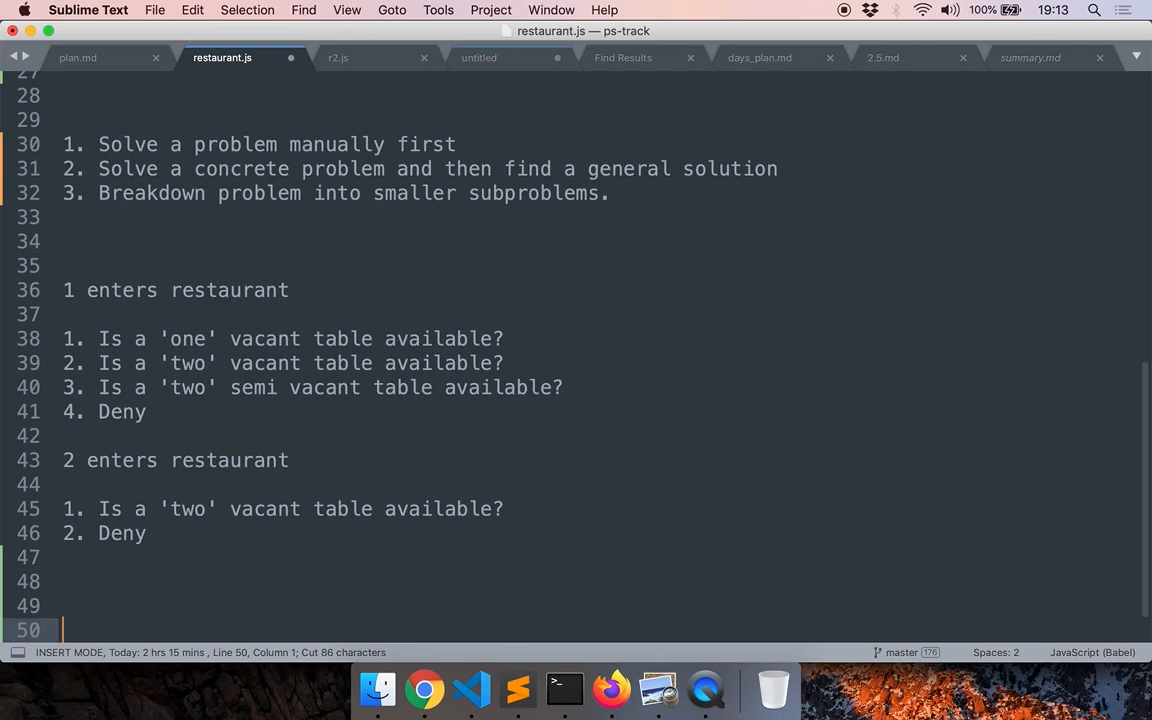 Sublime Text File Edit Selection Find View Goto Tools Project Window Help 100% 19:13
restaurant.js — ps-track
plan.md restaurant.js r2.js untitled Find Results days_plan.md 2.5.md summary.md
27
28
29
30 1. Solve a problem manually first
31 2. Solve a concrete problem and then find a general solution
32 3. Breakdown problem into smaller subproblems.
33
34
35
36 1 enters restaurant
37
38 1. Is a 'one' vacant table available?
39 2. Is a 'two' vacant table available?
40 3. Is a 'two' semi vacant table available?
41 4. Deny
42
43 2 enters restaurant
44
45 1. Is a 'two' vacant table available?
46 2. Deny
47
48
49
50
INSERT MODE, Today: 2 hrs 15 mins , Line 50, Column 1; Cut 86 characters master 176 Spaces: 2 JavaScript (Babel)